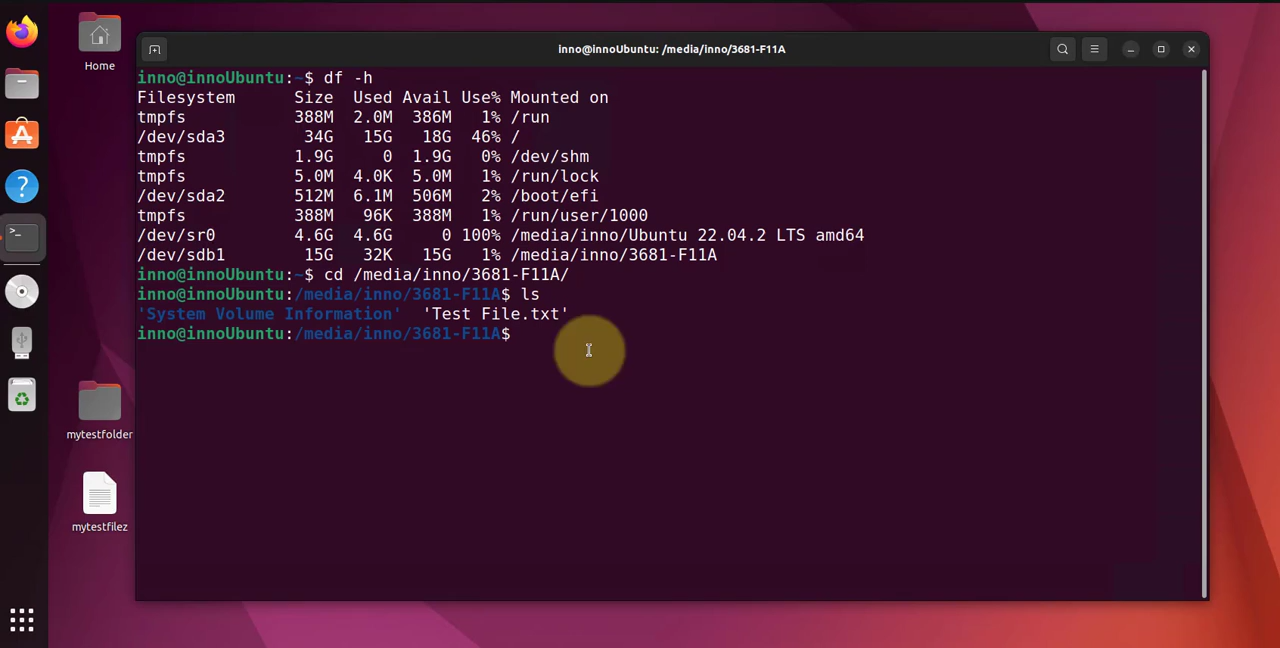 inno@innoUbuntu: /media/inno/3681-F11A
Home
inno@innoUbuntu:~$ df -h
Filesystem      Size  Used Avail Use% Mounted on
tmpfs           388M  2.0M  386M   1% /run
/dev/sda3        34G   15G   18G  46% /
tmpfs           1.9G     0  1.9G   0% /dev/shm
tmpfs           5.0M  4.0K  5.0M   1% /run/lock
/dev/sda2       512M  6.1M  506M   2% /boot/efi
tmpfs           388M   96K  388M   1% /run/user/1000
/dev/sr0        4.6G  4.6G     0 100% /media/inno/Ubuntu 22.04.2 LTS amd64
/dev/sdb1        15G   32K   15G   1% /media/inno/3681-F11A
inno@innoUbuntu:~$ cd /media/inno/3681-F11A/
inno@innoUbuntu:/media/inno/3681-F11A$ ls
'System Volume Information'  'Test File.txt'
inno@innoUbuntu:/media/inno/3681-F11A$
mytestfolder
mytestfilez